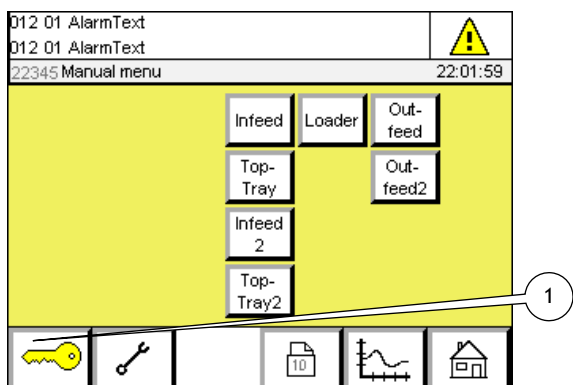 012 01 AlarmText
012 01 AlarmText
22345 Manual menu 22:01:59
Infeed Loader Out-
feed
Top-
Tray
Out-
feed2
Infeed
2
Top-
Tray2
1
10